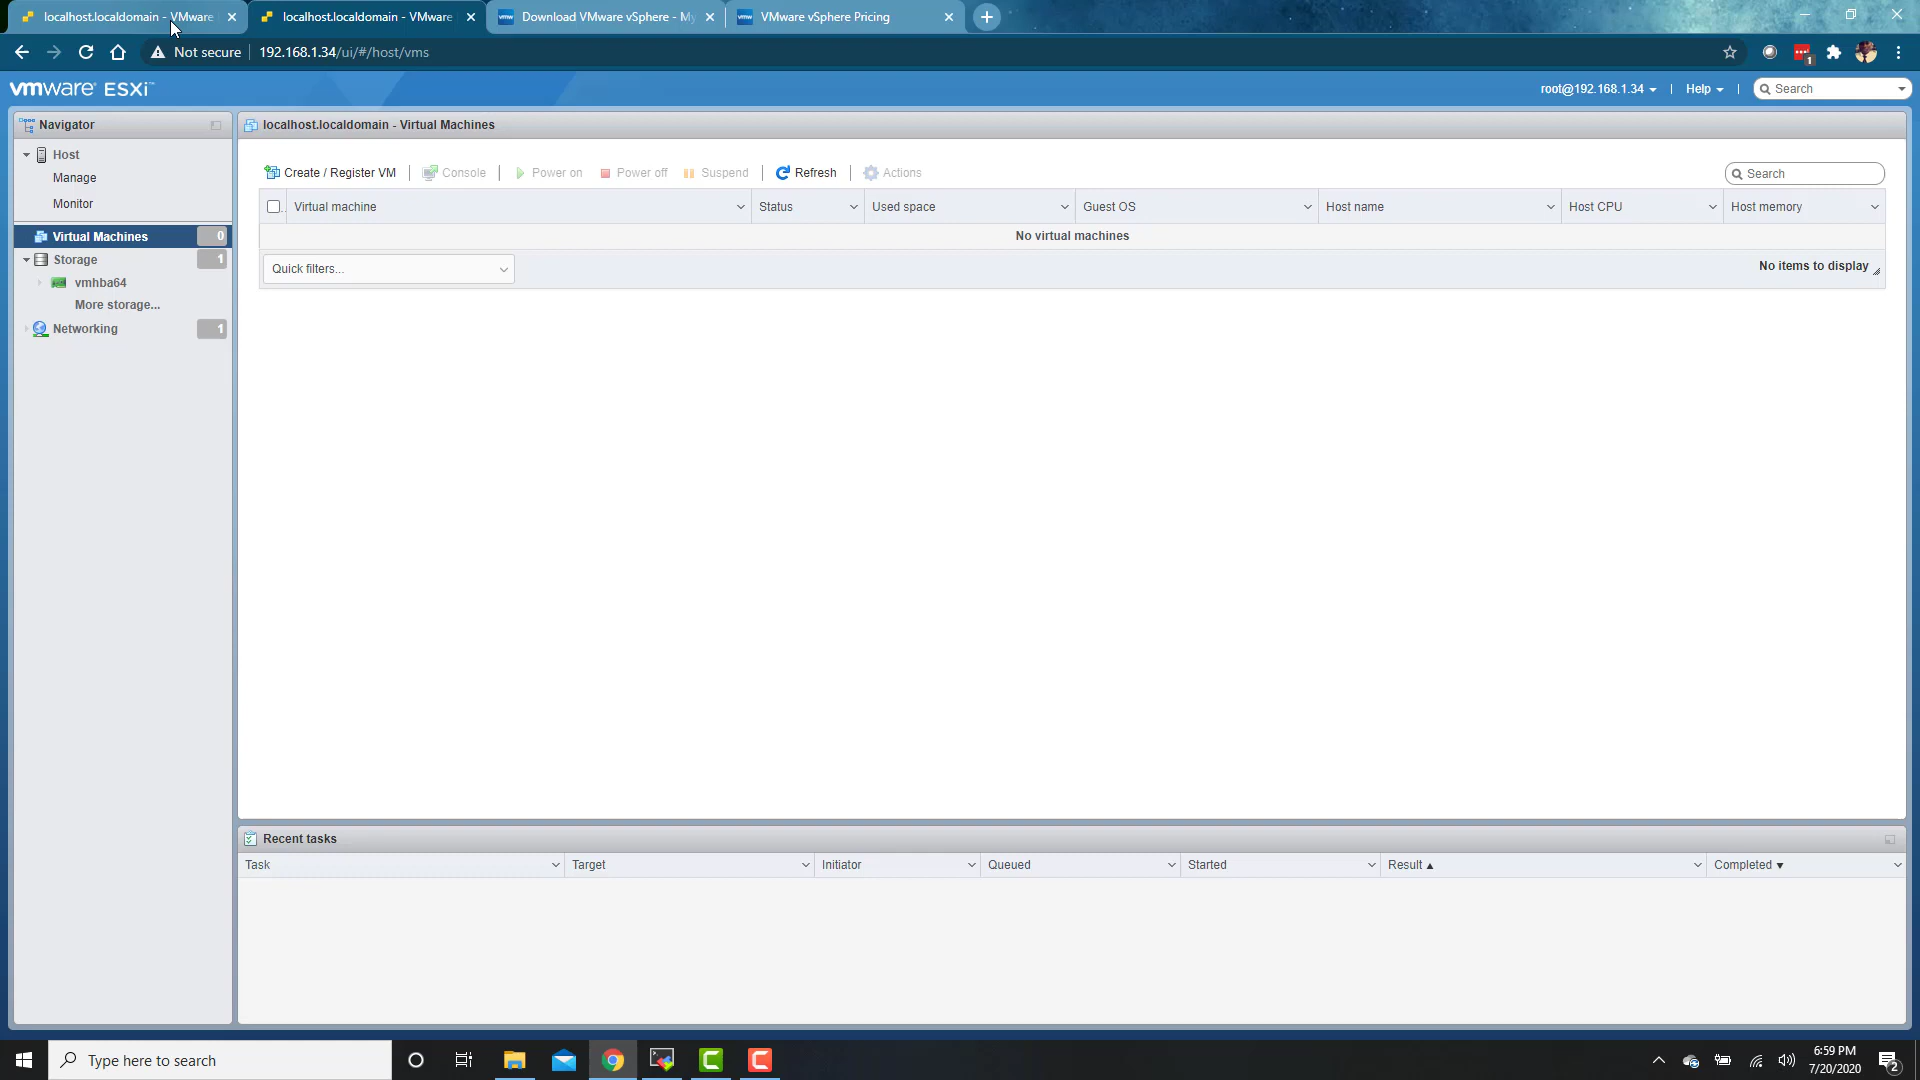 localhost.localdomain - VMware
localhost.localdomain - VMware
Download VMware vSphere - My
VMware vSphere Pricing
Not secure
192.168.1.34/ui/#/host/vms
1
vmware ESXi
root@192.168.1.34
Help
Search
Navigator
Host
Manage
Monitor
Virtual Machines 0
Storage 1
vmhba64
More storage...
Networking 1
localhost.localdomain - Virtual Machines
Create / Register VM
Console
Power on
Power off
Suspend
Refresh
Actions
Search
Virtual machine
Status
Used space
Guest OS
Host name
Host CPU
Host memory
No virtual machines
Quick filters...
No items to display
Recent tasks
Task
Target
Initiator
Queued
Started
Result
Completed
Type here to search
6:59 PM
7/20/2020
2